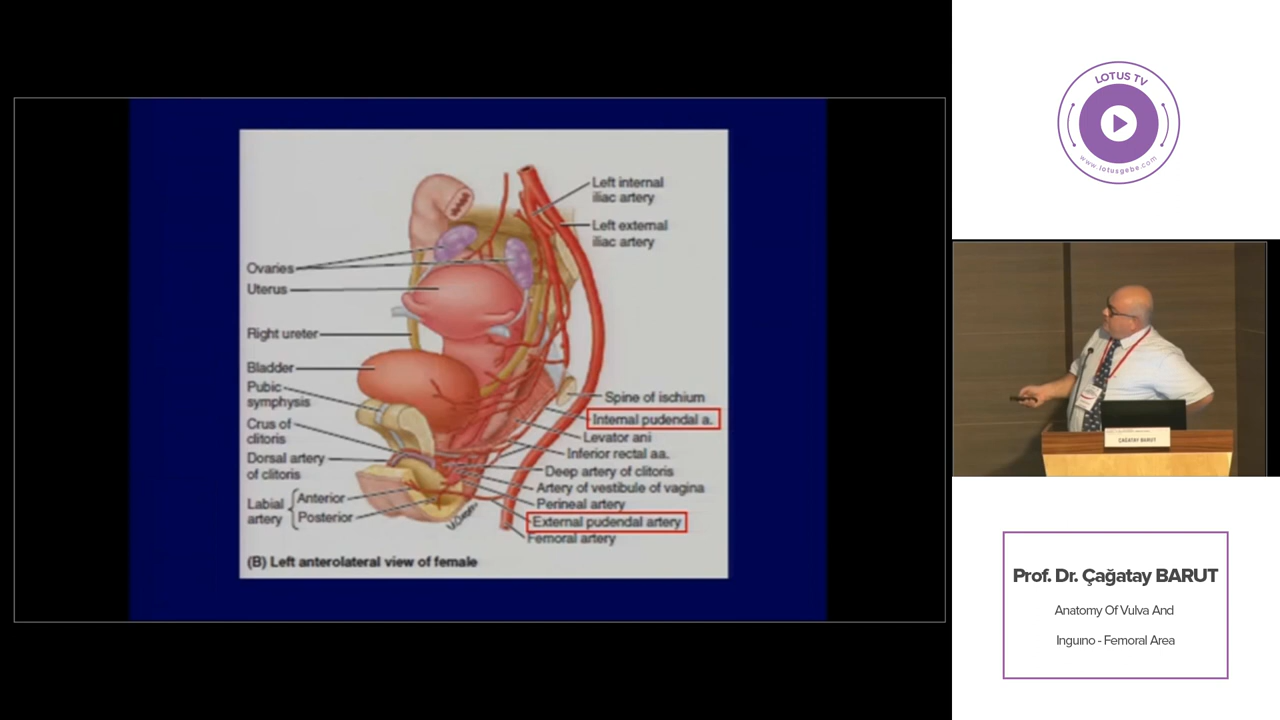 Left internal
iliac artery
Left external
iliac artery
Ovaries
Uterus
Right ureter
Bladder
Pubic
symphysis
Crus of
clitoris
Dorsal artery
of clitoris
Labial
artery
Anterior
Posterior
Spine of ischium
Internal pudendal a.
Levator ani
Inferior rectal aa.
Deep artery of clitoris
Artery of vestibule of vagina
Perineal artery
External pudendal artery
Femoral artery
(B) Left anterolateral view of female
LOTUS TV
www.lotusgebe.com
ÇAĞATAY BARUT
Prof. Dr. Çağatay BARUT
Anatomy Of Vulva And
Inguıno - Femoral Area